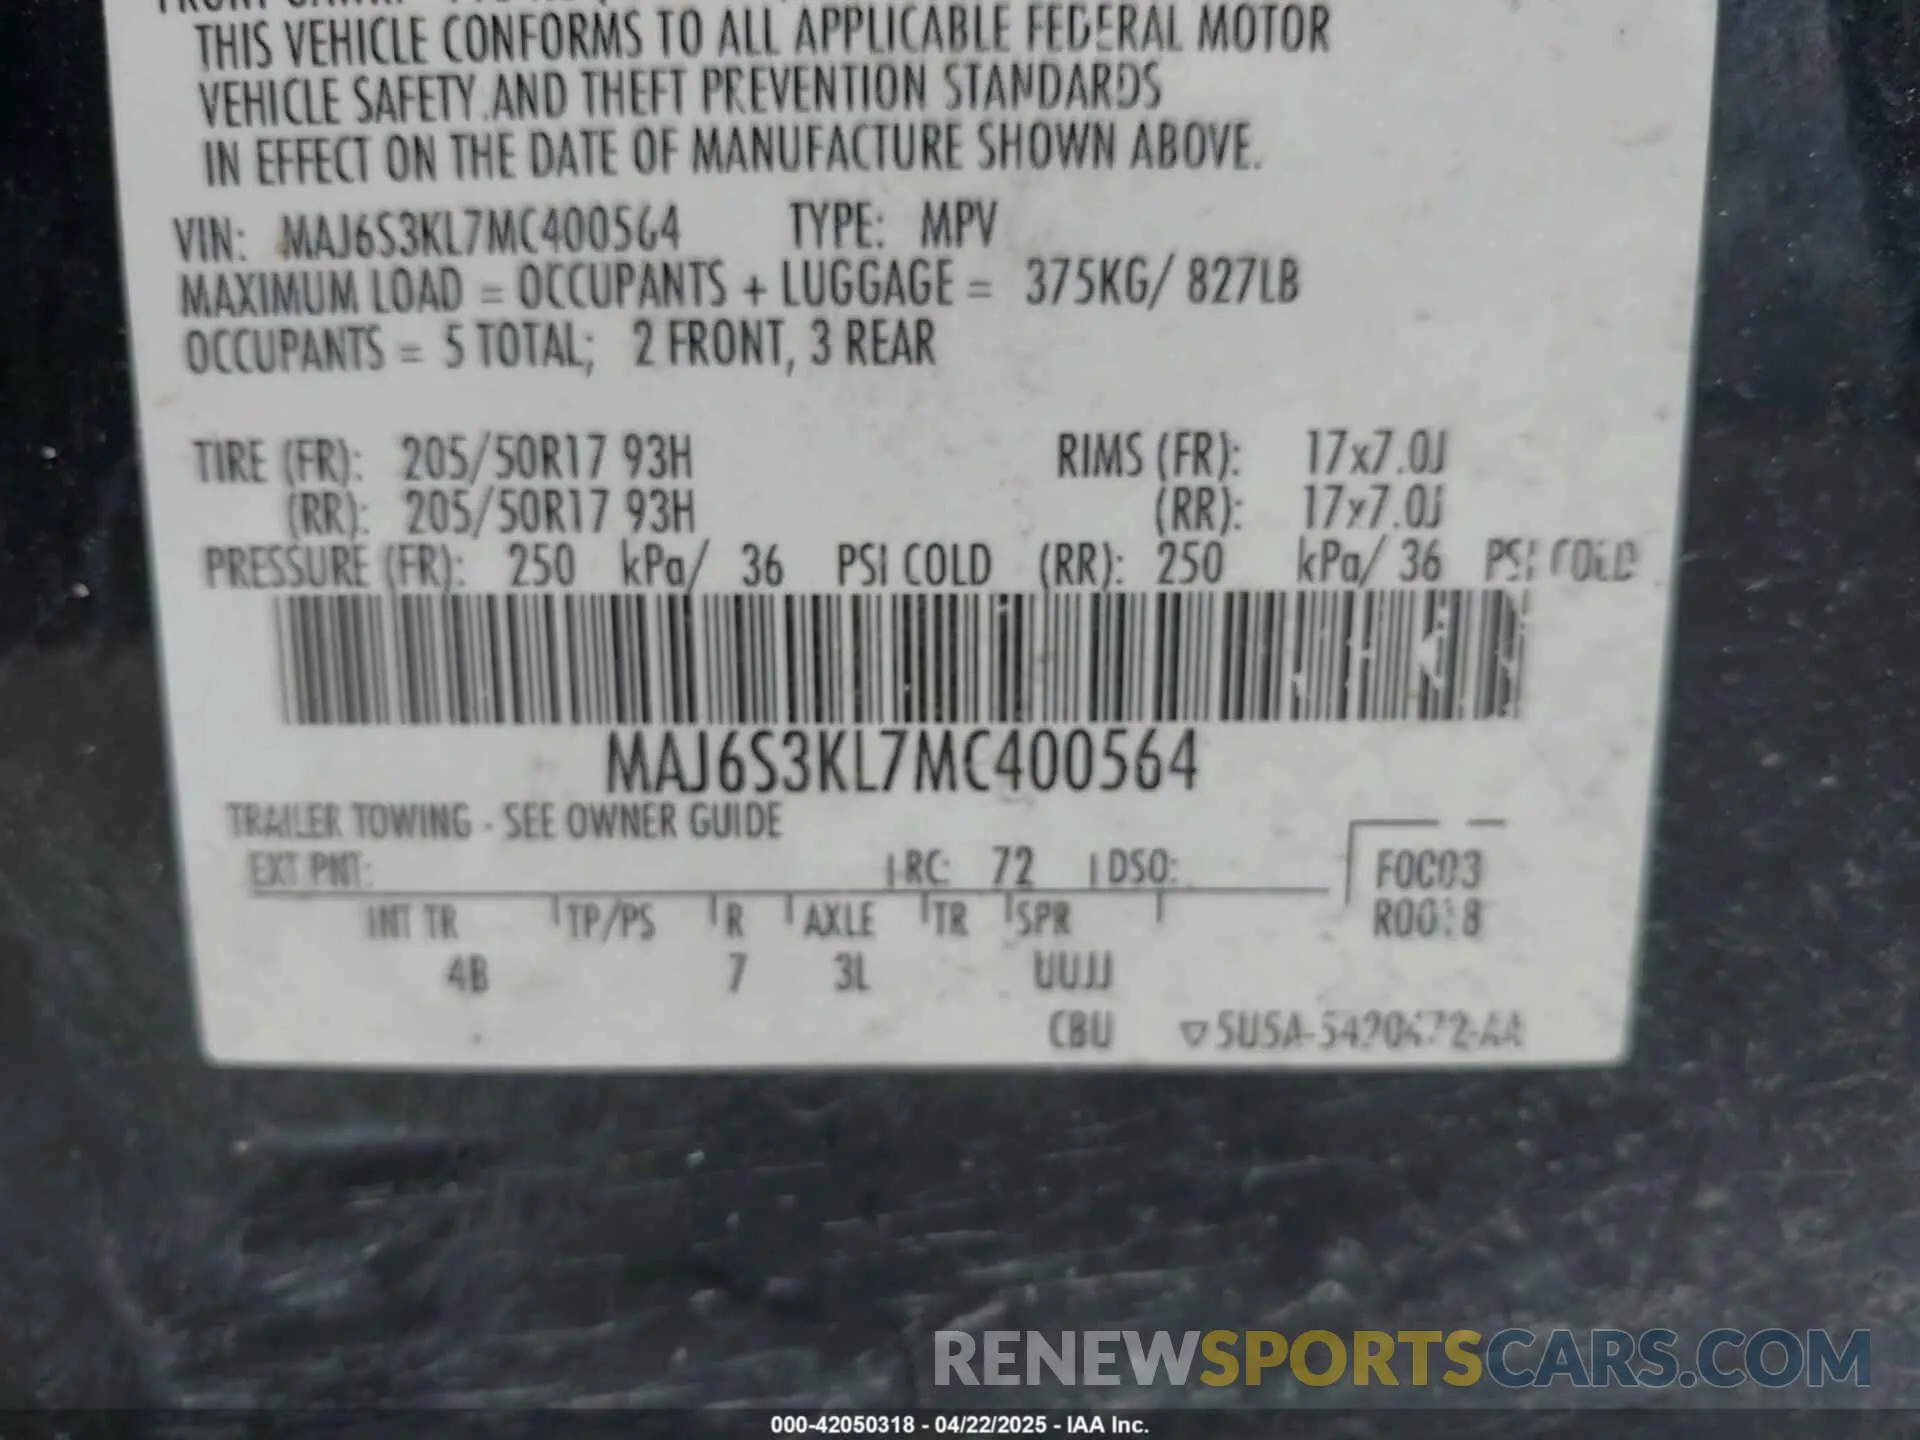 THIS VEHICLE CONFORMS TO ALL APPLICABLE FEDERAL MOTOR
VEHICLE SAFETY AND THEFT PREVENTION STANDARDS
IN EFFECT ON THE DATE OF MANUFACTURE SHOWN ABOVE.
VIN: MAJ6S3KL7MC400564 TYPE: MPV
MAXIMUM LOAD = OCCUPANTS + LUGGAGE = 375KG/ 827LB
OCCUPANTS = 5 TOTAL; 2 FRONT, 3 REAR
TIRE (FR): 205/50R17 93H RIMS (FR): 17x7.0J
(RR): 205/50R17 93H (RR): 17x7.0J
PRESSURE (FR): 250 kPa/ 36 PSI COLD (RR): 250 kPa/ 36 PSI COLD
MAJ6S3KL7MC400564
TRAILER TOWING - SEE OWNER GUIDE
EXT PNT: RC: 72 DSO: F0003
INT TR TP/PS R AXLE TR SPR
4B 7 3L UUJJ
CBU
RENEWSPORTSCARS.COM
000-42050318 - 04/22/2025 - IAA Inc.